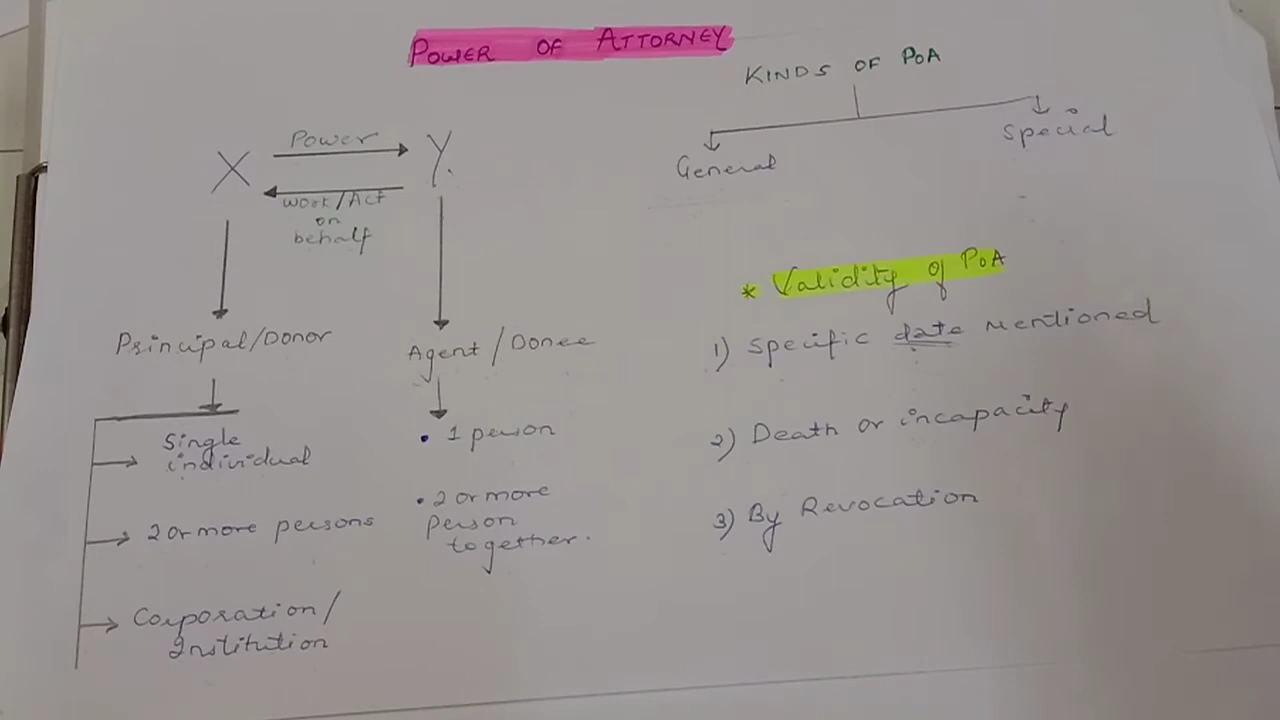 POWER OF ATTORNEY
KINDS OF POA
General
Special
X
Power
Y.
Work/Act
on
behalf
Principal/Donor
Agent/Donee
Single
individual
2 or more persons
Corporation/
Institution
• 1 person
• 2 or more
person
together.
* Validity of POA
1) Specific date mentioned
2) Death or incapacity
3) By Revocation